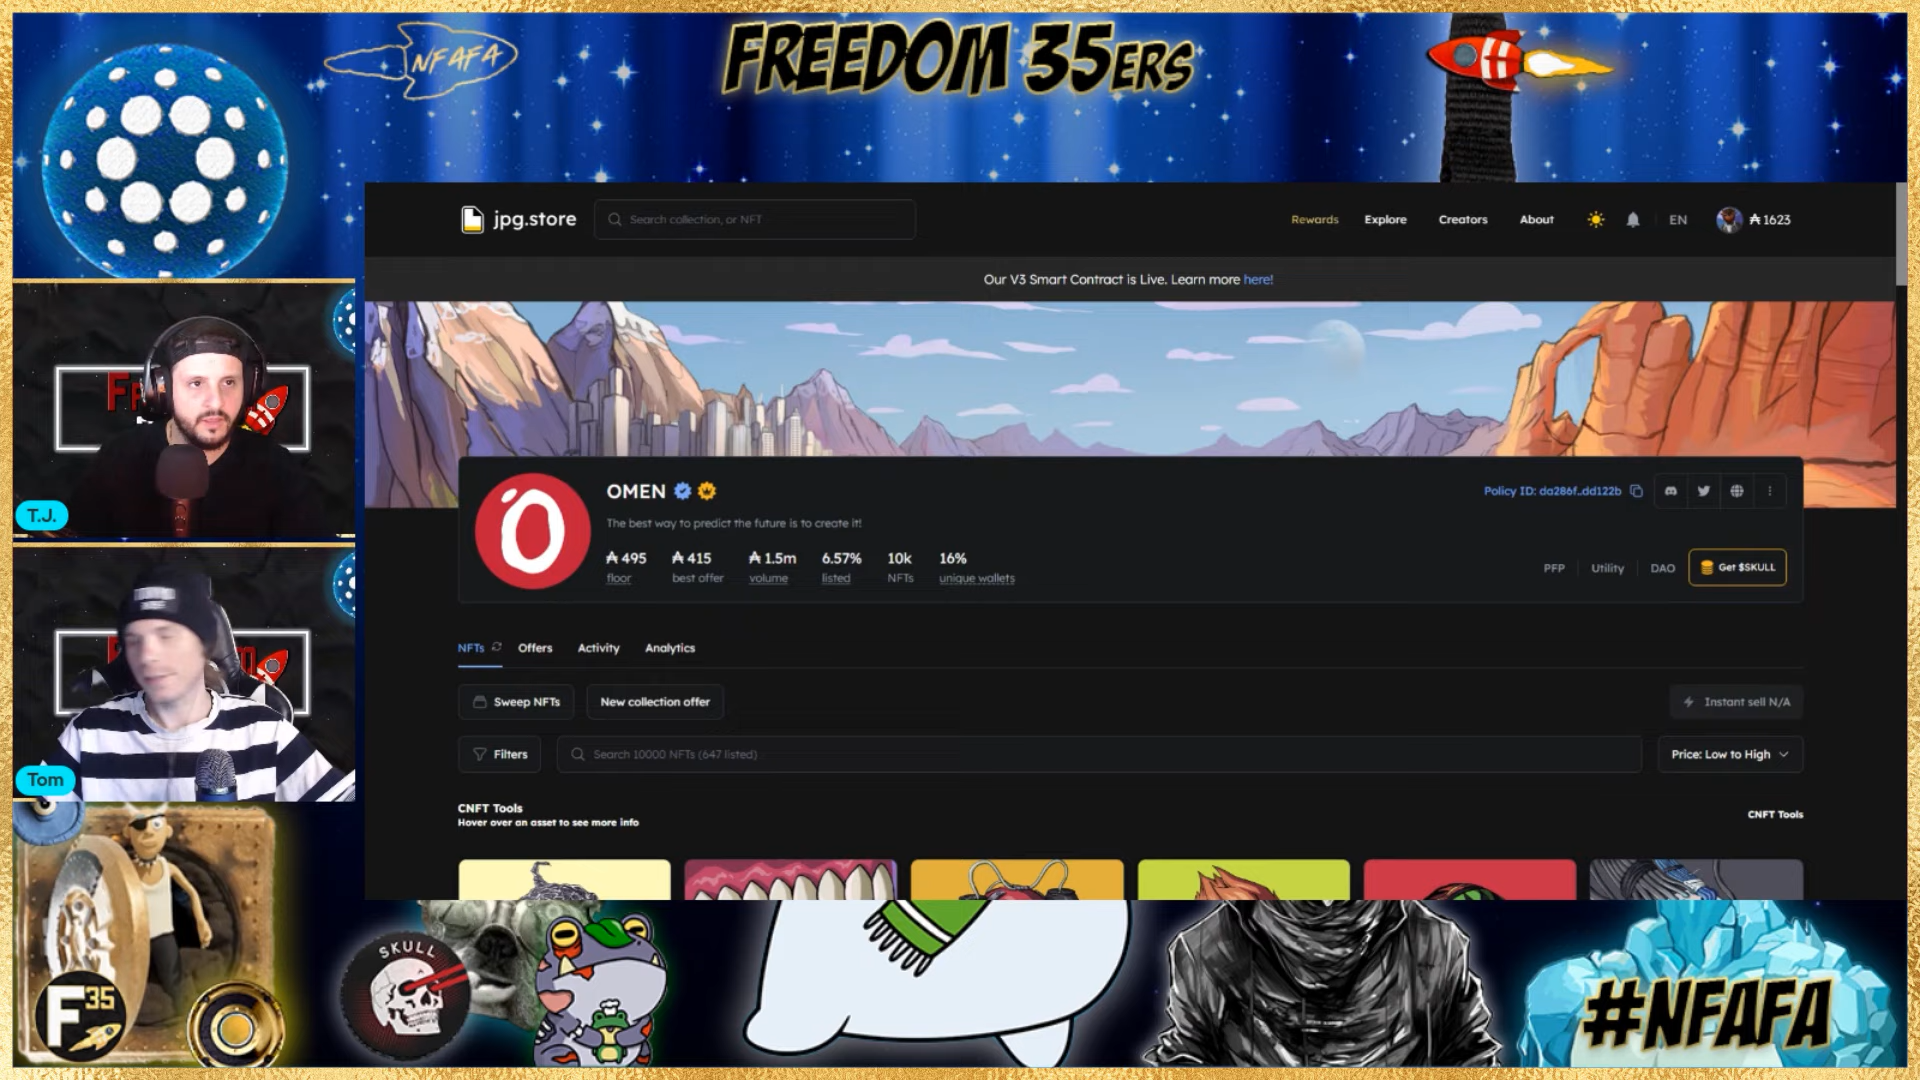 NFAFA
FREEDOM 35ERS
jpg.store
Search collection, or NFT
Rewards
Explore
Creators
About
EN
₳ 1623
Our V3 Smart Contract is Live. Learn more here!
T.J.
OMEN
Policy ID: da286f..dd122b
The best way to predict the future is to create it!
₳ 495
₳ 415
₳ 1.5m
6.57%
10k
16%
floor
best offer
volume
listed
NFTs
unique wallets
PFP
Utility
DAO
Get $SKULL
NFTs
Offers
Activity
Analytics
Sweep NFTs
New collection offer
Instant sell N/A
Filters
Search 10000 NFTs (647 listed)
Price: Low to High
Tom
CNFT Tools
Hover over an asset to see more info
CNFT Tools
F35
SKULL
#NFAFA